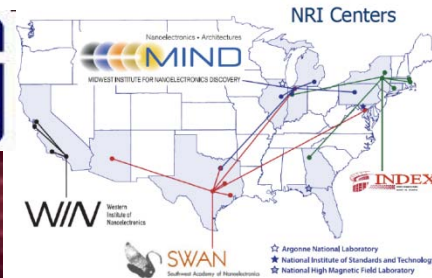 NRI Centers
Nanoelectronics • Architectures
MIND
MIDWEST INSTITUTE FOR NANOELECTRONICS DISCOVERY
INDEX
WIN
Western
Institute of
Nanoelectronics
SWAN
Southwest Academy of Nanoelectronics
Argonne National Laboratory
National Institute of Standards and Technology
National High Magnetic Field Laboratory